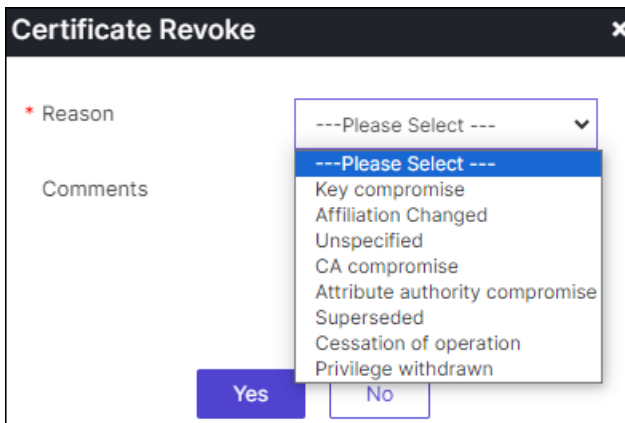 Certificate Revoke ×
* Reason
---Please Select ---
---Please Select ---
Comments
Key compromise
Affiliation Changed
Unspecified
CA compromise
Attribute authority compromise
Superseded
Cessation of operation
Privilege withdrawn
Yes No